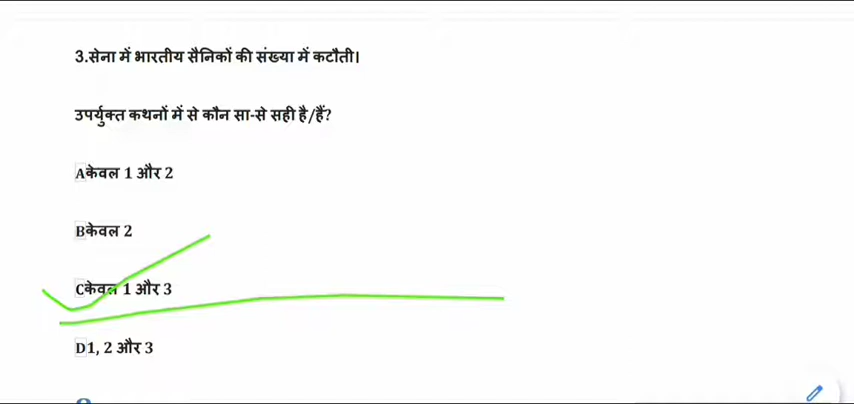 3.सेना में भारतीय सैनिकों की संख्या में कटौती।
उपर्युक्त कथनों में से कौन सा-से सही है/हैं?
Aकेवल 1 और 2
Bकेवल 2
Cकेवल 1 और 3
D1, 2 और 3